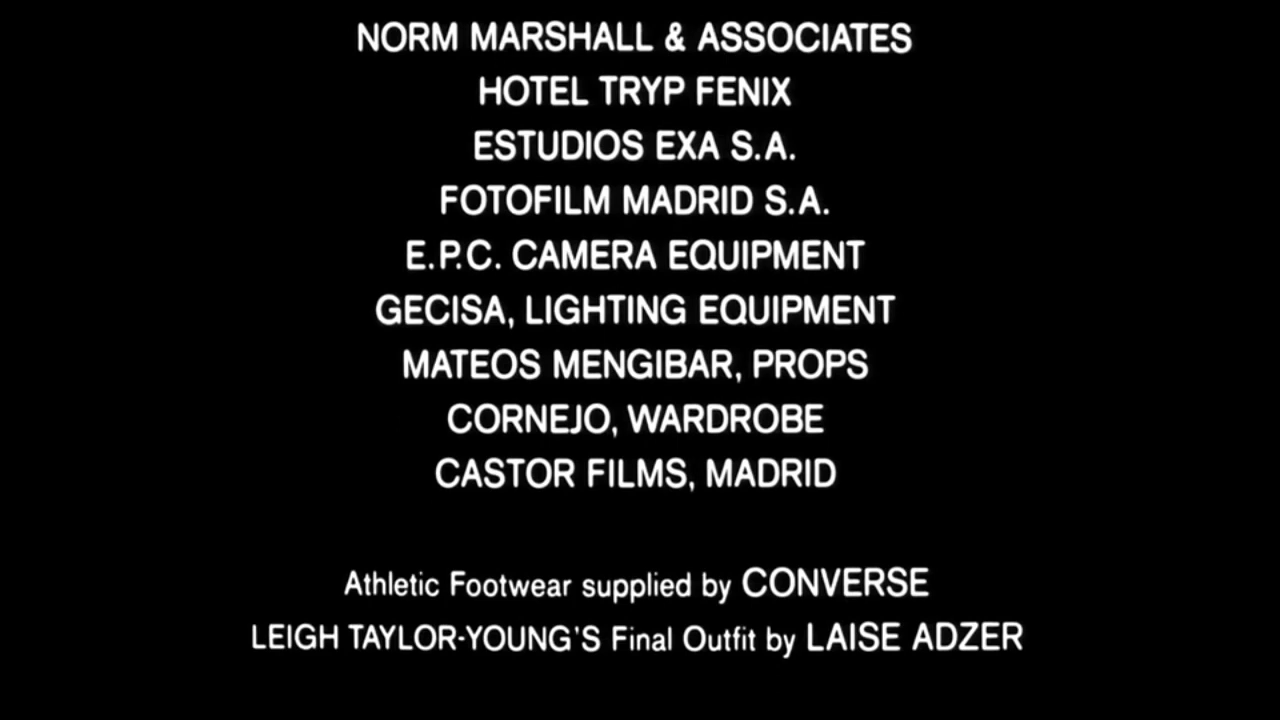 NORM MARSHALL & ASSOCIATES
HOTEL TRYP FENIX
ESTUDIOS EXA S.A.
FOTOFILM MADRID S.A.
E.P.C. CAMERA EQUIPMENT
GECISA, LIGHTING EQUIPMENT
MATEOS MENGIBAR, PROPS
CORNEJO, WARDROBE
CASTOR FILMS, MADRID
Athletic Footwear supplied by CONVERSE
LEIGH TAYLOR-YOUNG'S Final Outfit by LAISE ADZER